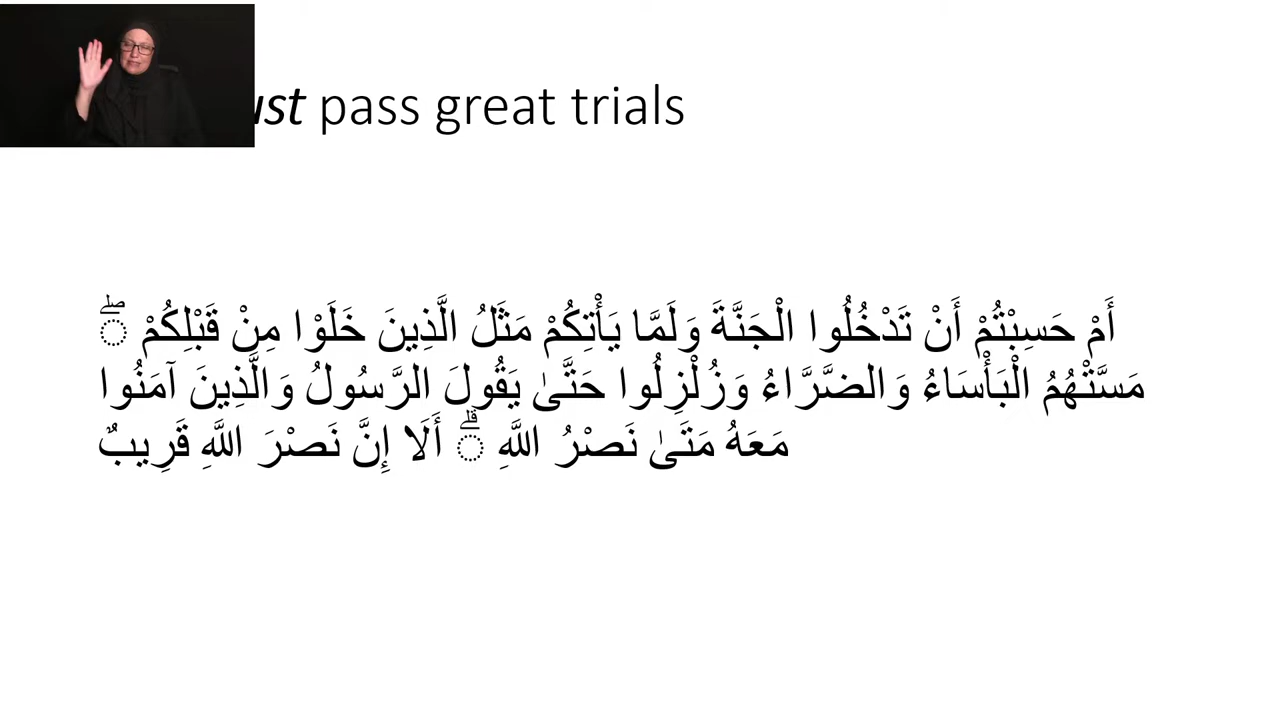 pass great trials
أَمْ حَسِبْتُمْ أَنْ تَدْخُلُوا الْجَنَّةَ وَلَمَّا يَأْتِكُمْ مَثَلُ الَّذِينَ خَلَوْا مِنْ قَبْلِكُمْ ۖ
مَسَّتْهُمُ الْبَأْسَاءُ وَالضَّرَّاءُ وَزُلْزِلُوا حَتَّىٰ يَقُولَ الرَّسُولُ وَالَّذِينَ آمَنُوا
مَعَهُ مَتَىٰ نَصْرُ اللَّهِ ۗ أَلَا إِنَّ نَصْرَ اللَّهِ قَرِيبٌ